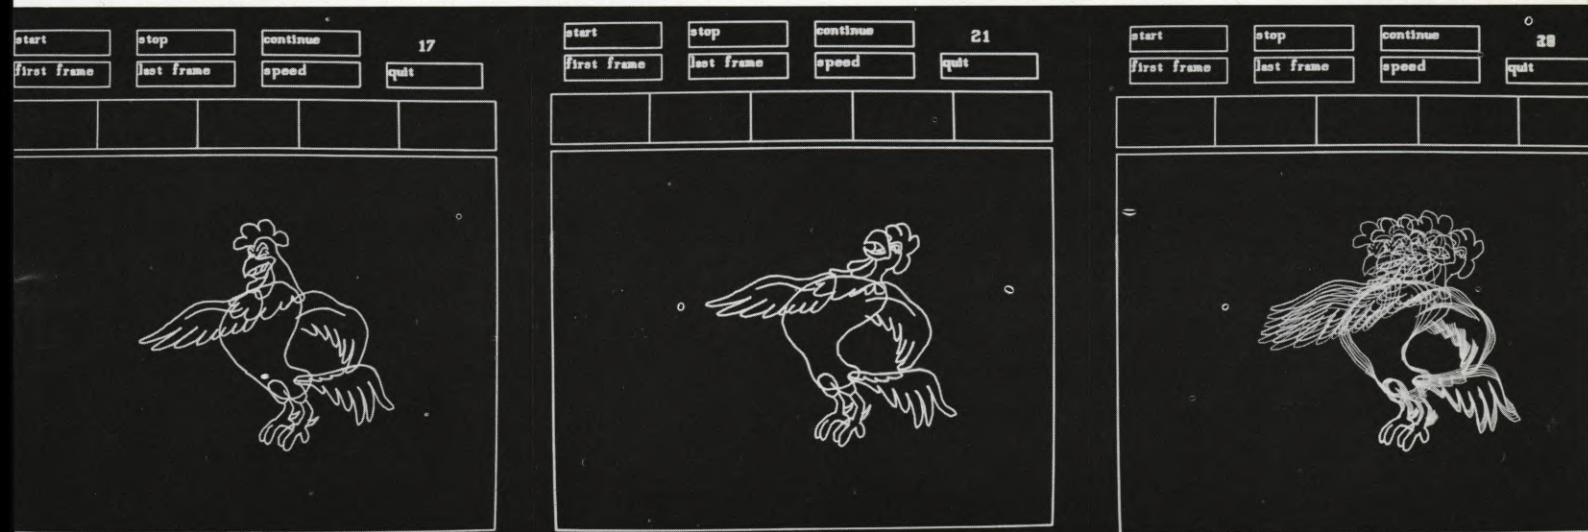 start stop continue 17
first frame last frame speed quit
start stop continue 21
first frame last frame speed quit
start stop continue
first frame last frame speed quit